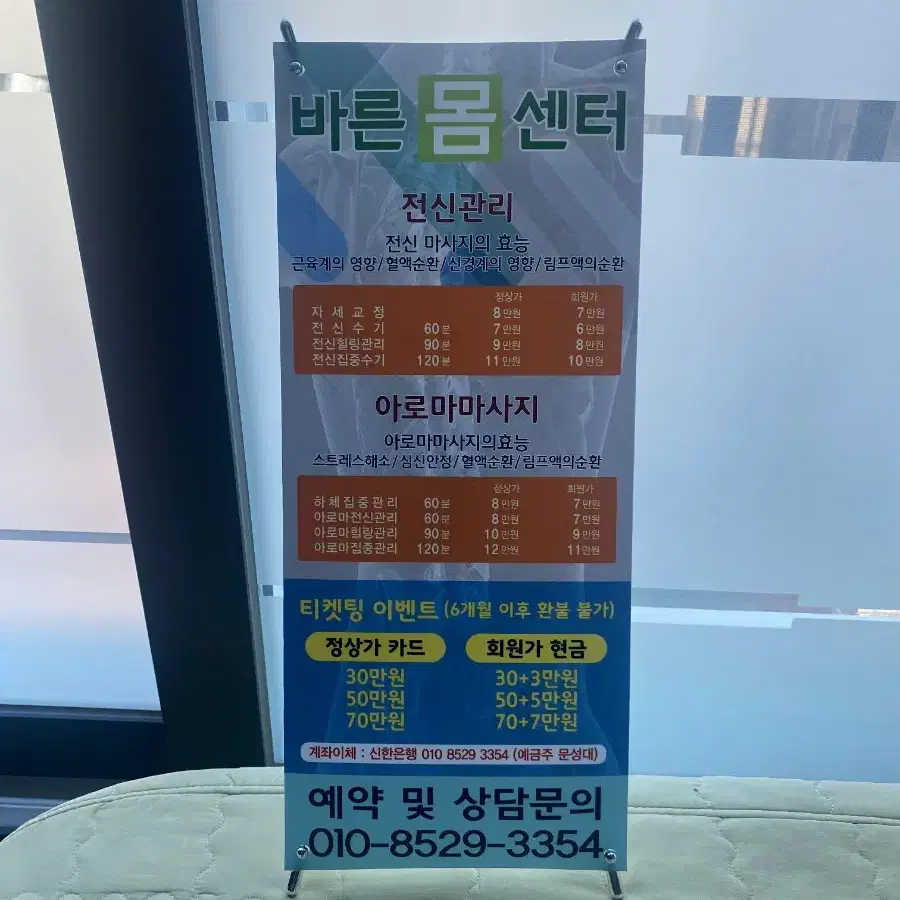 바른 몸 센터
전신관리
전신 마사지의 효능
근육계의 영향/혈액순환/신경계의 영향/림프액의순환
정상가 회원가
자세교정 8만원 7만원
전신수기 60분 7만원 6만원
전신힐링관리 90분 9만원 8만원
전신집중수기 120분 11만원 10만원
아로마마사지
아로마마사지의효능
스트레스해소/심신안정/혈액순환/림프액의순환
정상가 회원가
하체집중관리 60분 8만원 7만원
아로마전신관리 60분 8만원 7만원
아로마힐랑관리 90분 10만원 9만원
아로마집중관리 120분 12만원 11만원
티켓팅 이벤트 (6개월 이후 환불 불가)
정상가 카드 회원가 현금
30만원 30+3만원
50만원 50+5만원
70만원 70+7만원
계좌이체 : 신한은행 010 8529 3354 (예금주 문성대)
예약 및 상담문의
010-8529-3354